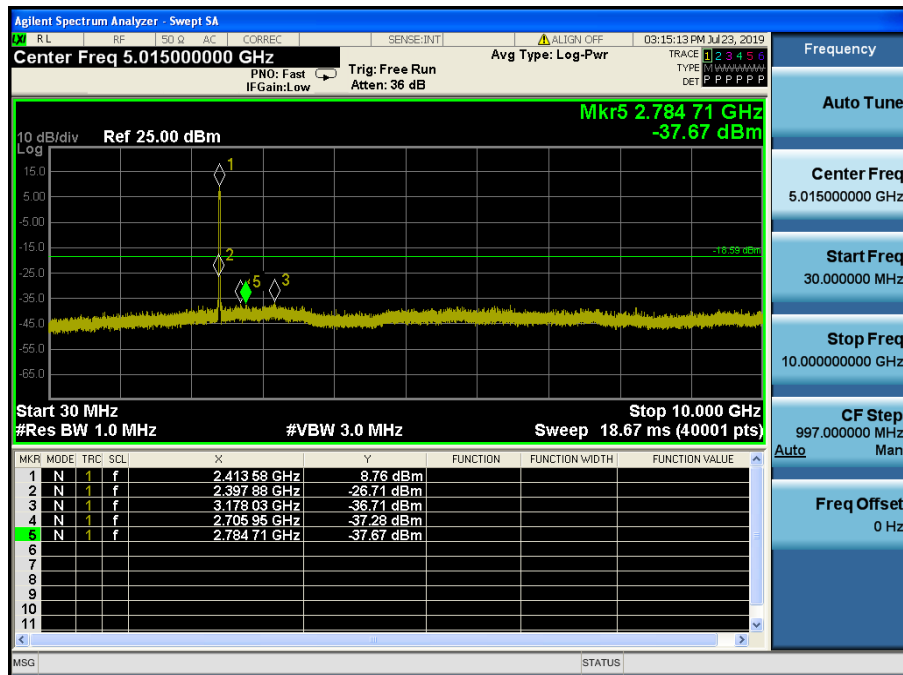 Agilent Spectrum Analyzer - Swept SA
LXI RL RF 50 Ω AC CORREC SENSE:INT ALIGN OFF 03:15:13 PM Jul 23, 2019
Center Freq 5.015000000 GHz
PNO: Fast
IFGain:Low
Trig: Free Run
Atten: 36 dB
Avg Type: Log-Pwr
TRACE 1 2 3 4 5 6
TYPE M WWWWW
DET P P P P P P
Mkr5 2.784 71 GHz
-37.67 dBm
10 dB/div Ref 25.00 dBm
Log
15.0
5.00
-5.00
-15.0
-25.0
-35.0
-45.0
-55.0
-65.0
1
2
5
3
-18.59 dBm
Start 30 MHz Stop 10.000 GHz
#Res BW 1.0 MHz #VBW 3.0 MHz Sweep 18.67 ms (40001 pts)
MKR MODE TRC SCL X Y FUNCTION FUNCTION WIDTH FUNCTION VALUE
1 N 1 f 2.413 58 GHz 8.76 dBm
2 N 1 f 2.397 88 GHz -26.71 dBm
3 N 1 f 3.178 03 GHz -36.71 dBm
4 N 1 f 2.705 95 GHz -37.28 dBm
5 N 1 f 2.784 71 GHz -37.67 dBm
6
7
8
9
10
11
MSG STATUS
Frequency
Auto Tune
Center Freq
5.015000000 GHz
Start Freq
30.000000 MHz
Stop Freq
10.000000000 GHz
CF Step
997.000000 MHz
Auto Man
Freq Offset
0 Hz